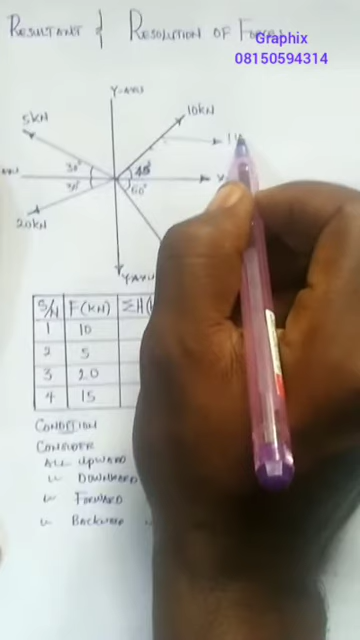 RESULTANT & RESOLUTION OF FORCES
Graphix
08150594314
Y-AXIS
10KN
5KN
30°
45°
30°
60°
20KN
Y-AXIS
S/N F(KN) ΣH(
1 10
2 5
3 20
4 15
CONDITION
CONSIDER
ALL UPWARD
" DOWNWARD
" FORWARD
" BACKWARD